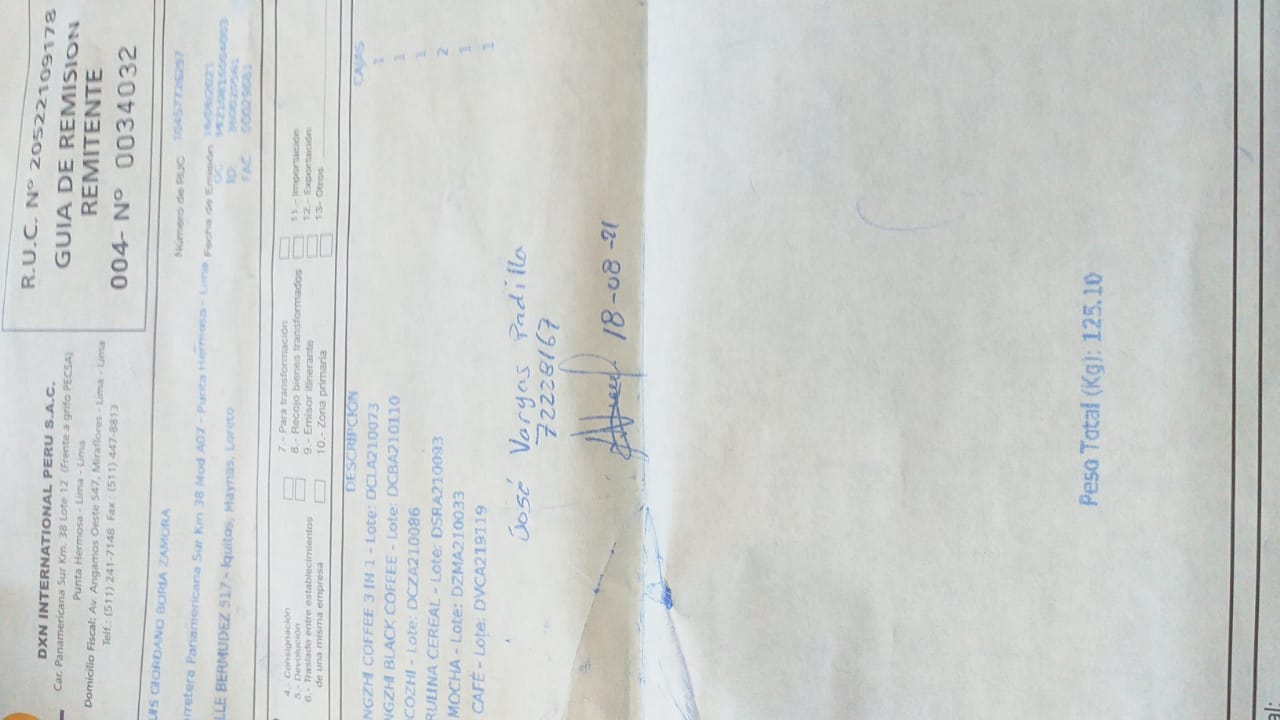 R.U.C. N° 20522109178
GUIA DE REMISION
REMITENTE
004- N° 0034032
DXN INTERNATIONAL PERU S.A.C.
Car. Panamericana Sur Km. 38 Lote 12 (Frente a grifo PECSA)
Punta Hermosa - Lima - Lima
Domicilio Fiscal: Av. Angamos Oeste 547, Miraflores - Lima - Lima
Telf.: (511) 241-7148 Fax : (511) 447-8813
UIS GIORDANO BORJA ZAMORA
Número de RUC 10457726297
rretera Panamericana Sur Km 38 Mod A07 - Punta Hermosa - Lima
Fecha de Emisión
LLE BERMUDEZ 517 - Iquitos, Maynas, Loreto
OC:
ID:
FAC
4.- Consignación
5.- Devolución
6.- Traslado entre establecimientos
de una misma empresa
7.- Para transformación
8.- Recojo bienes transformados
9.- Emisor itinerante
10.- Zona primaria
11.- Importación
12.- Exportación
13.- Otros
DESCRIPCION CAJAS
NGZHI COFFEE 3 IN 1 - Lote: DCLA210073 1
NGZHI BLACK COFFEE - Lote: DCBA210110 1
COZHI - Lote: DCZA210086 1
RULINA CEREAL - Lote: DSRA210093 2
MOCHA - Lote: DZMA210033 1
CAFÉ - Lote: DVCA219119 1
José Vargas Padilla
72228167
18-08-21
Peso Total (Kg): 125.10